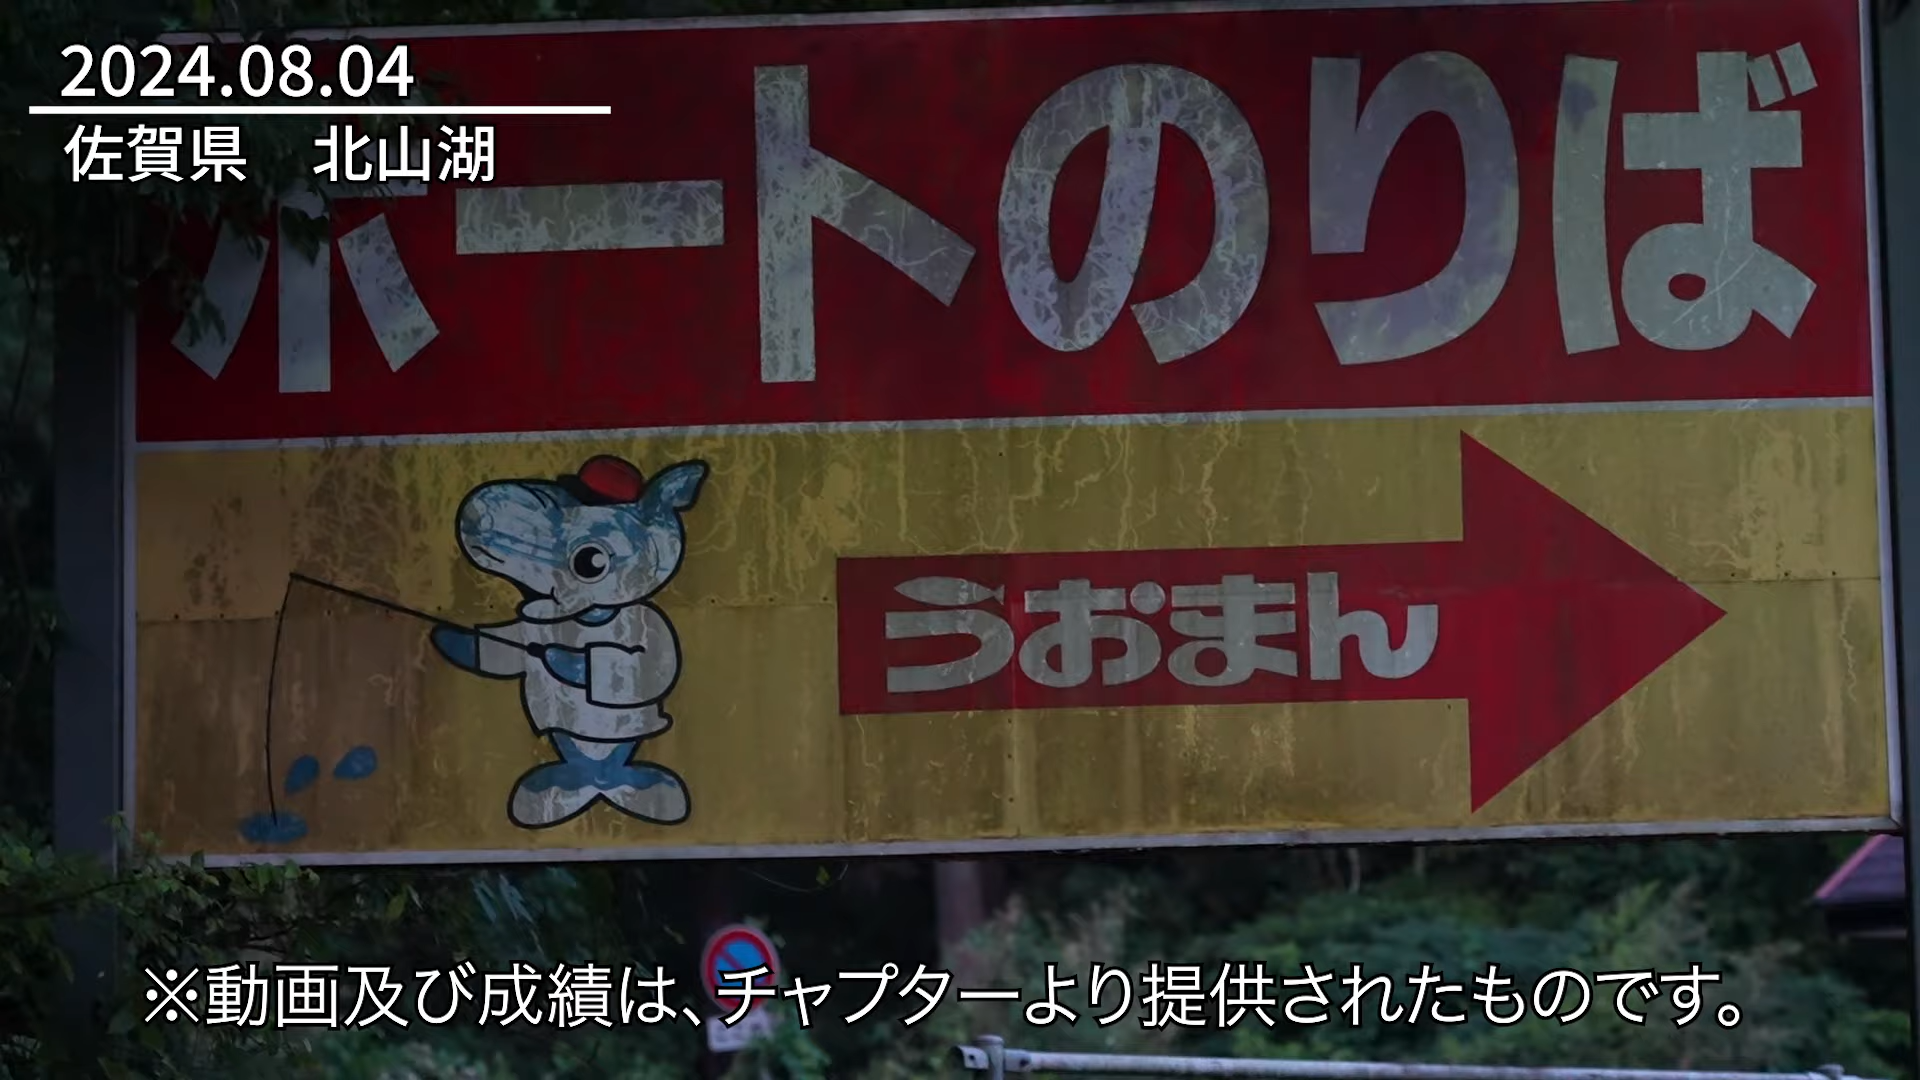 2024.08.04
佐賀県　北山湖
ボートのりば
うおまん
※動画及び成績は、チャプターより提供されたものです。